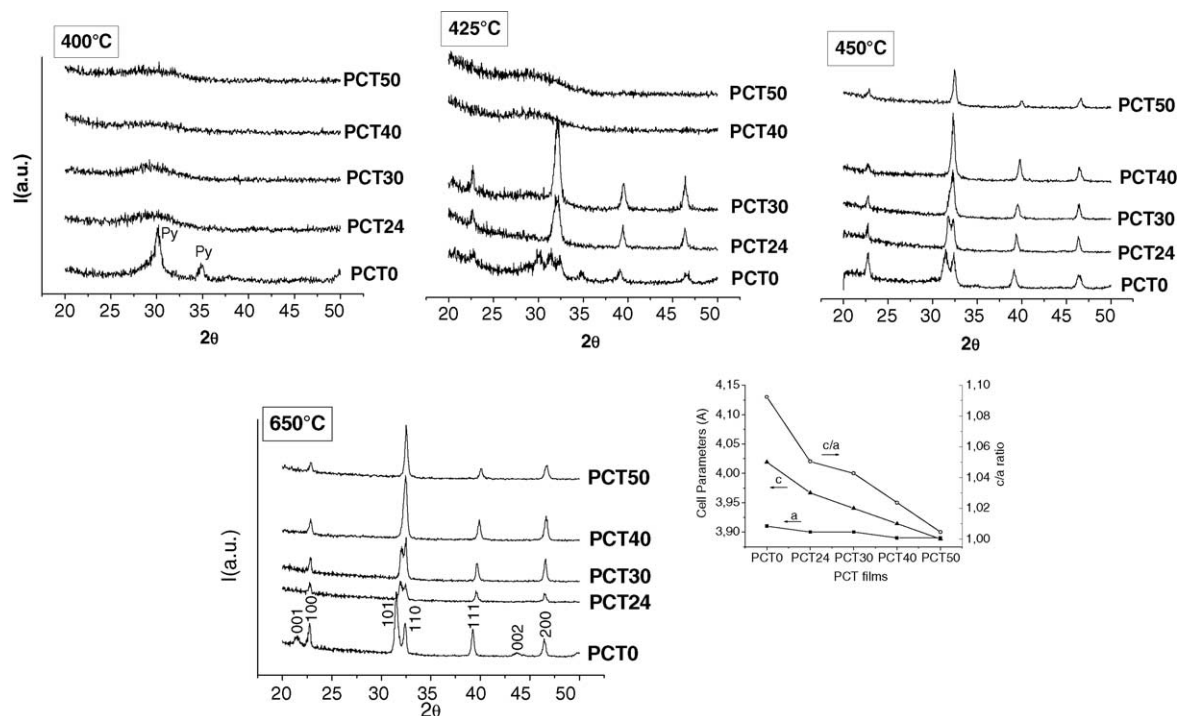 400°C
PCT50
PCT40
PCT30
PCT24
Py
Py
PCT0
I(a.u.)
20 25 30 35 40 45 50
2θ
425°C
PCT50
PCT40
PCT30
PCT24
PCT0
20 25 30 35 40 45 50
2θ
450°C
PCT50
PCT40
PCT30
PCT24
PCT0
20 25 30 35 40 45 50
2θ
650°C
PCT50
PCT40
PCT30
PCT24
PCT0
001
100
101
110
111
002
200
I(a.u.)
20 25 30 35 40 45 50
2θ
4,15
4,10
4,05
4,00
3,95
3,90
Cell Parameters (A)
1,10
1,08
1,06
1,04
1,02
1,00
c/a ratio
c/a
c
a
PCT0 PCT24 PCT30 PCT40 PCT50
PCT films